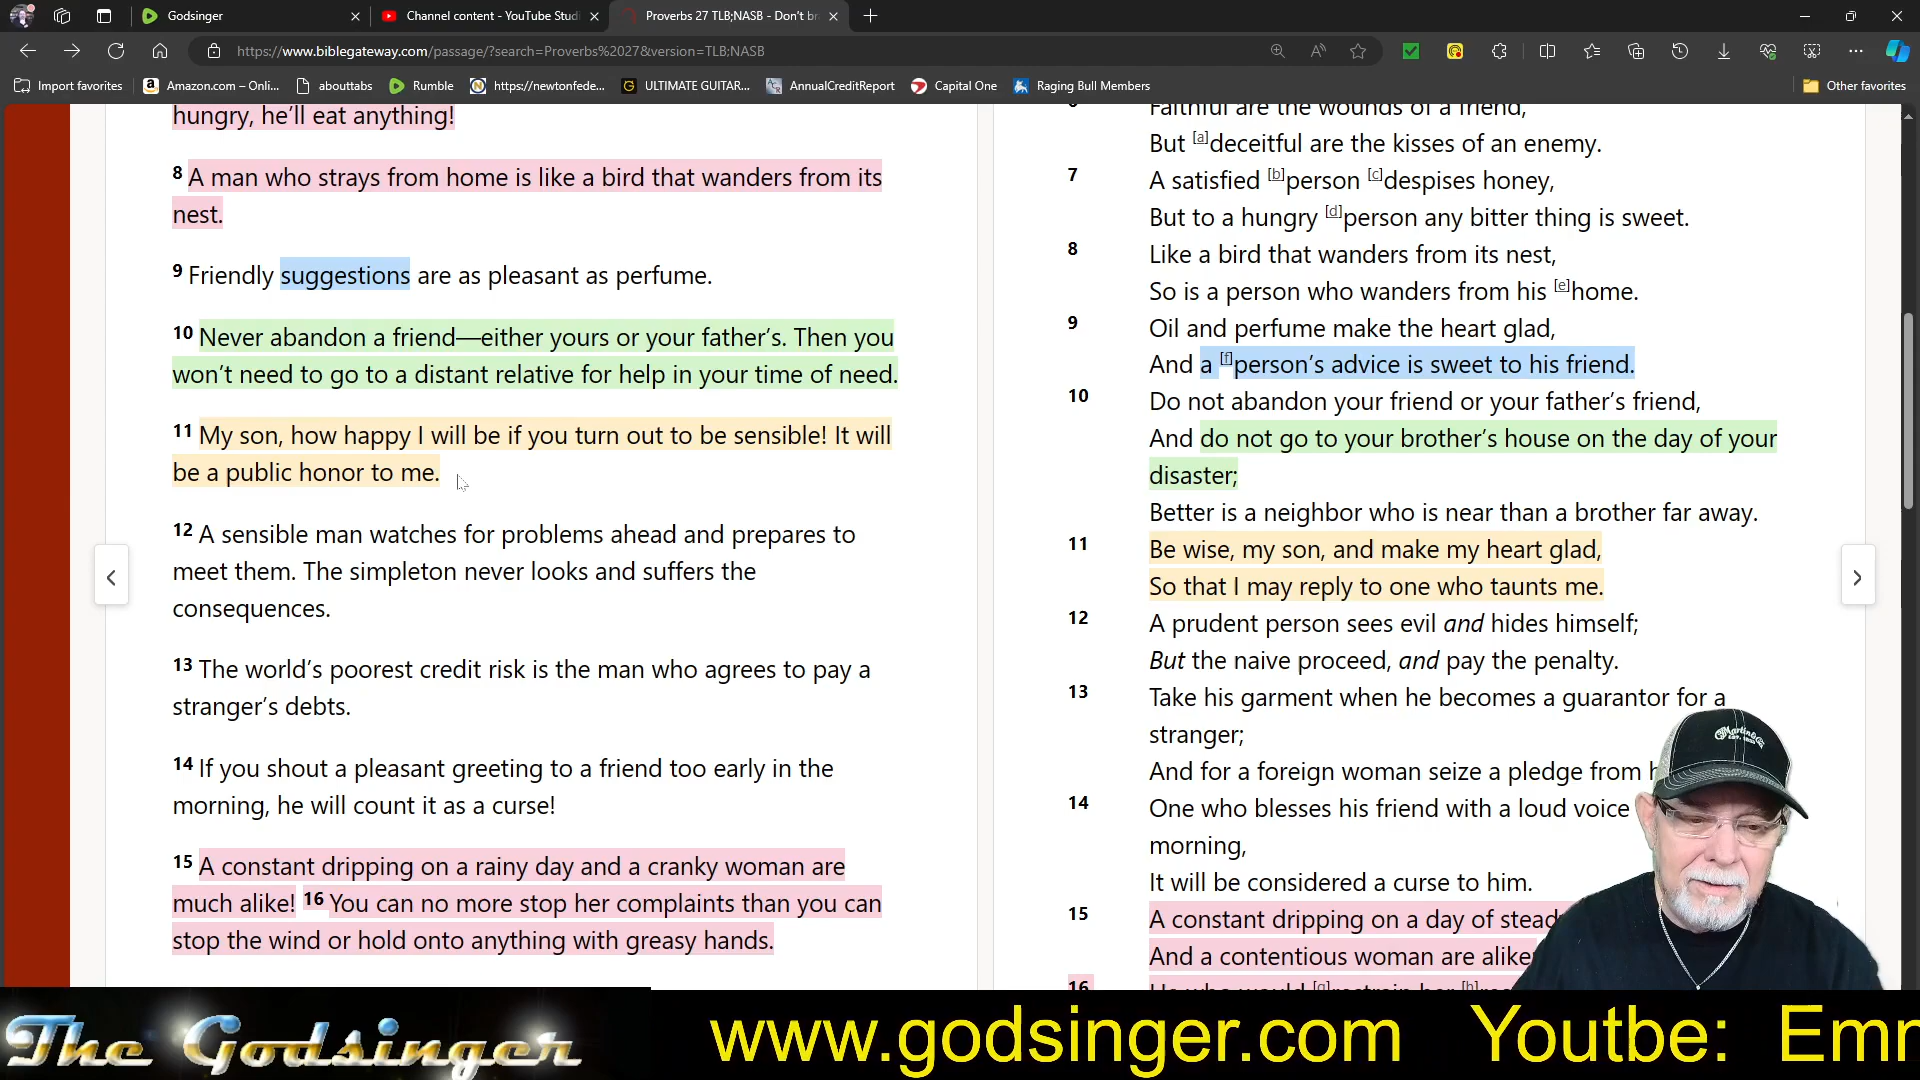 Godsinger
Channel content - YouTube Studi
Proverbs 27 TLB;NASB - Don't br
https://www.biblegateway.com/passage/?search=Proverbs%2027&version=TLB;NASB
Import favorites
Amazon.com – Onli...
abouttabs
Rumble
https://newtonfede...
ULTIMATE GUITAR...
AnnualCreditReport
Capital One
Raging Bull Members
Other favorites
hungry, he'll eat anything!
8 A man who strays from home is like a bird that wanders from its
nest.
9 Friendly suggestions are as pleasant as perfume.
10 Never abandon a friend—either yours or your father's. Then you
won't need to go to a distant relative for help in your time of need.
11 My son, how happy I will be if you turn out to be sensible! It will
be a public honor to me.
12 A sensible man watches for problems ahead and prepares to
meet them. The simpleton never looks and suffers the
consequences.
13 The world's poorest credit risk is the man who agrees to pay a
stranger's debts.
14 If you shout a pleasant greeting to a friend too early in the
morning, he will count it as a curse!
15 A constant dripping on a rainy day and a cranky woman are
much alike! 16 You can no more stop her complaints than you can
stop the wind or hold onto anything with greasy hands.
Faithful are the wounds of a friend,
But [a]deceitful are the kisses of an enemy.
7 A satisfied [b]person [c]despises honey,
But to a hungry [d]person any bitter thing is sweet.
8 Like a bird that wanders from its nest,
So is a person who wanders from his [e]home.
9 Oil and perfume make the heart glad,
And a [f]person's advice is sweet to his friend.
10 Do not abandon your friend or your father's friend,
And do not go to your brother's house on the day of your
disaster;
Better is a neighbor who is near than a brother far away.
11 Be wise, my son, and make my heart glad,
So that I may reply to one who taunts me.
12 A prudent person sees evil and hides himself;
But the naive proceed, and pay the penalty.
13 Take his garment when he becomes a guarantor for a
stranger;
And for a foreign woman seize a pledge from
14 One who blesses his friend with a loud voice
morning,
It will be considered a curse to him.
15 A constant dripping on a day of stead
And a contentious woman are alike
16 He who would [g]restrain her [h]
Martin & Co.
The Godsinger
www.godsinger.com
Youtbe: Emm